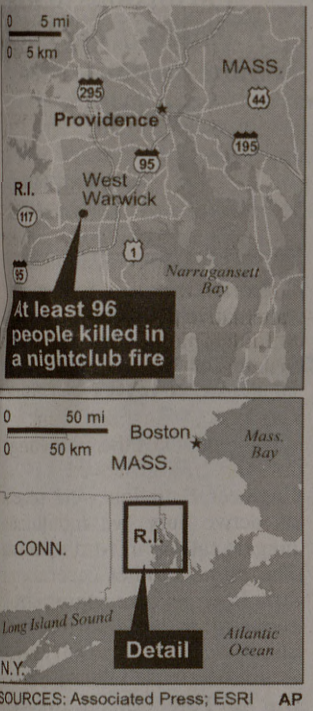 0 5 mi
0 5 km
MASS.
295
44
Providence
195
95
R.I.
West
Warwick
117
1
95
Narragansett
Bay
At least 96
people killed in
a nightclub fire
0 50 mi
0 50 km
Boston
Mass.
Bay
MASS.
R.I.
CONN.
Long Island Sound
Detail
Atlantic
Ocean
N.Y.
SOURCES: Associated Press; ESRI AP